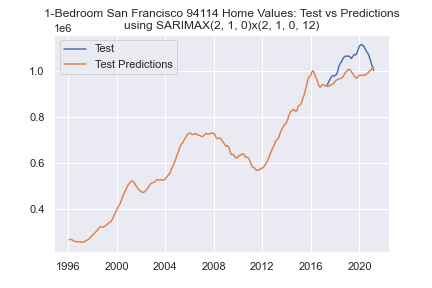 1-Bedroom San Francisco 94114 Home Values: Test vs Predictions
using SARIMAX(2, 1, 0)x(2, 1, 0, 12)
1e6
Test
Test Predictions
1.0
0.8
0.6
0.4
1996 2000 2004 2008 2012 2016 2020